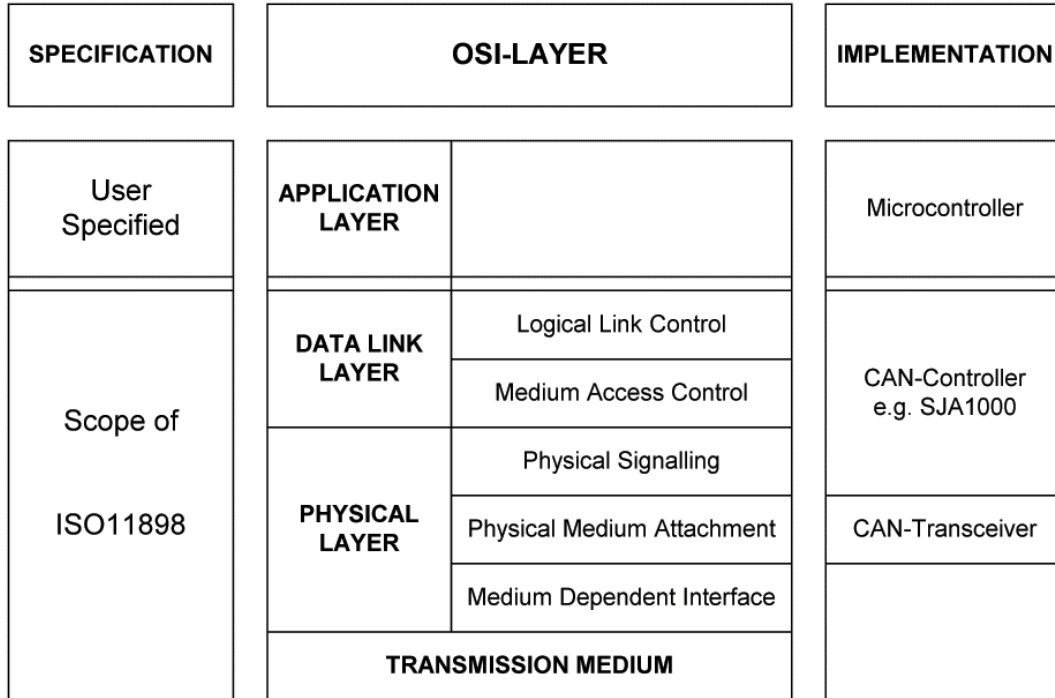 SPECIFICATION
OSI-LAYER
IMPLEMENTATION
User
Specified
APPLICATION
LAYER
Microcontroller
Scope of
ISO11898
DATA LINK
LAYER
Logical Link Control
Medium Access Control
PHYSICAL
LAYER
Physical Signalling
Physical Medium Attachment
Medium Dependent Interface
CAN-Controller
e.g. SJA1000
CAN-Transceiver
TRANSMISSION MEDIUM